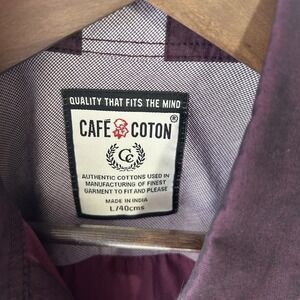 QUALITY THAT FITS THE MIND
CAFÉ COTON ®
Cc
AUTHENTIC COTTONS USED IN
MANUFACTURING OF FINEST
GARMENT TO FIT AND PLEASE
MADE IN INDIA
L/40cms